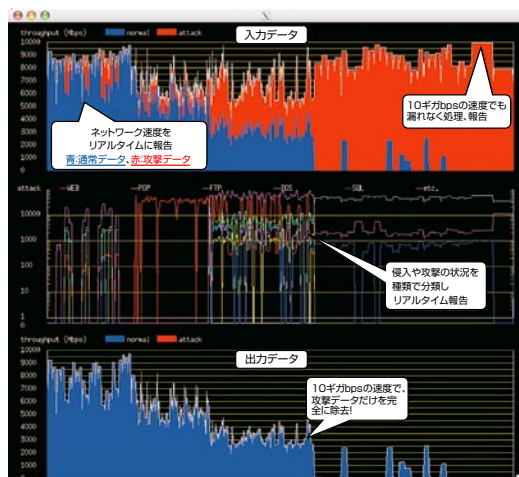 X
throughput (Mbps) normal attack
入力データ
10000
9000
8000
7000
6000
5000
4000
3000
2000
1000
0
10ギガbpsの速度でも
漏れなく処理、報告
ネットワーク速度を
リアルタイムに報告
青:通常データ、赤:攻撃データ
attack —WEB —POP —FTP —DOS —SQL —etc.
10000
1000
100
10
1
0
侵入や攻撃の状況を
種類で分類し
リアルタイム報告
throughput (Mbps) normal attack
出力データ
10000
9000
8000
7000
6000
5000
4000
3000
2000
1000
0
10ギガbpsの速度で、
攻撃データだけを完
全に除去!